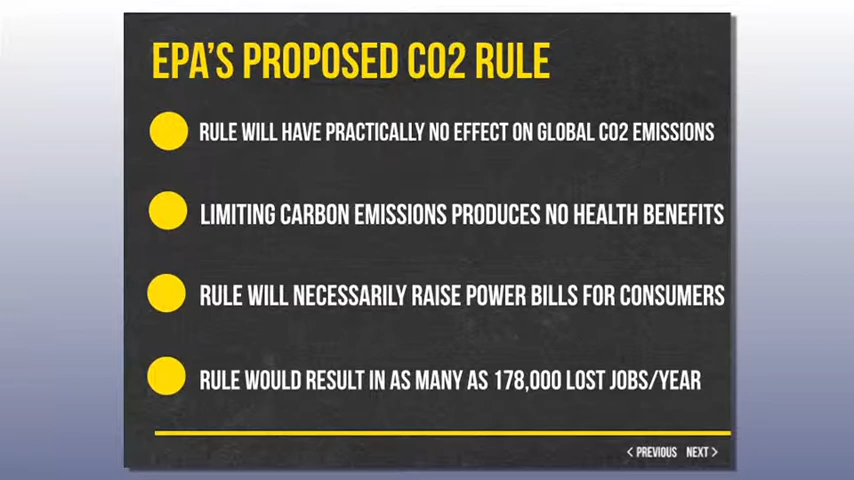 EPA'S PROPOSED CO2 RULE
RULE WILL HAVE PRACTICALLY NO EFFECT ON GLOBAL CO2 EMISSIONS
LIMITING CARBON EMISSIONS PRODUCES NO HEALTH BENEFITS
RULE WILL NECESSARILY RAISE POWER BILLS FOR CONSUMERS
RULE WOULD RESULT IN AS MANY AS 178,000 LOST JOBS/YEAR
< PREVIOUS NEXT >